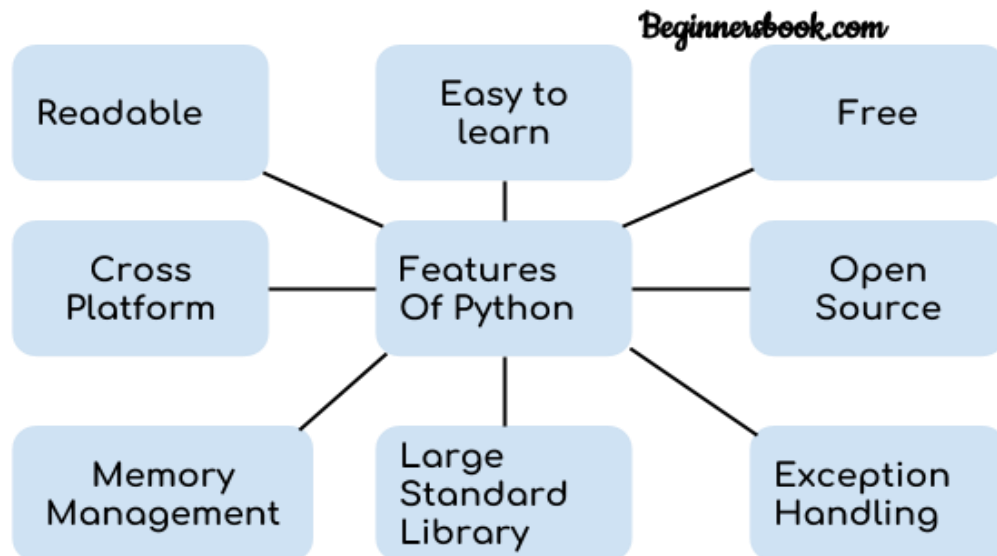 Beginnersbook.com
Readable
Easy to
learn
Free
Cross
Platform
Features
Of Python
Open
Source
Memory
Management
Large
Standard
Library
Exception
Handling